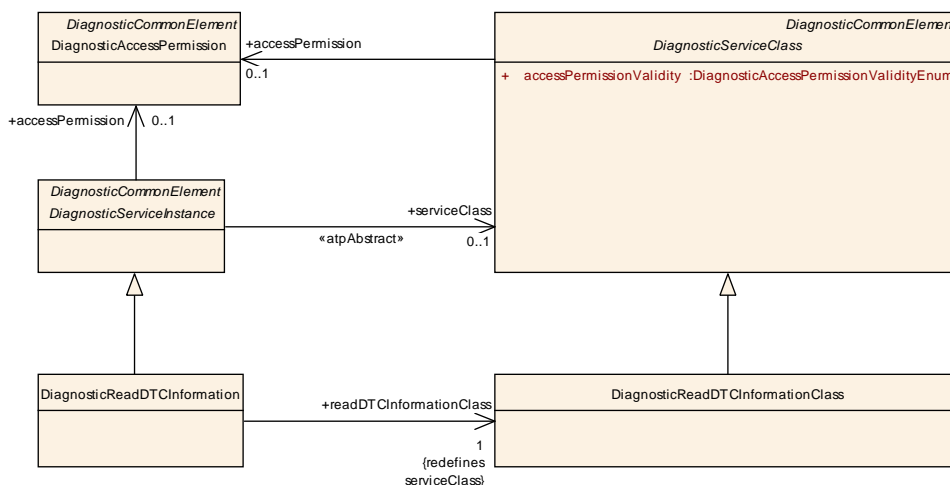 DiagnosticCommonElement
DiagnosticAccessPermission
+accessPermission
0..1
DiagnosticCommonElement
DiagnosticServiceClass
+ accessPermissionValidity :DiagnosticAccessPermissionValidityEnum
+accessPermission
0..1
DiagnosticCommonElement
DiagnosticServiceInstance
+serviceClass
«atpAbstract»
0..1
DiagnosticReadDTCInformation
+readDTCInformationClass
1
{redefines
serviceClass}
DiagnosticReadDTCInformationClass